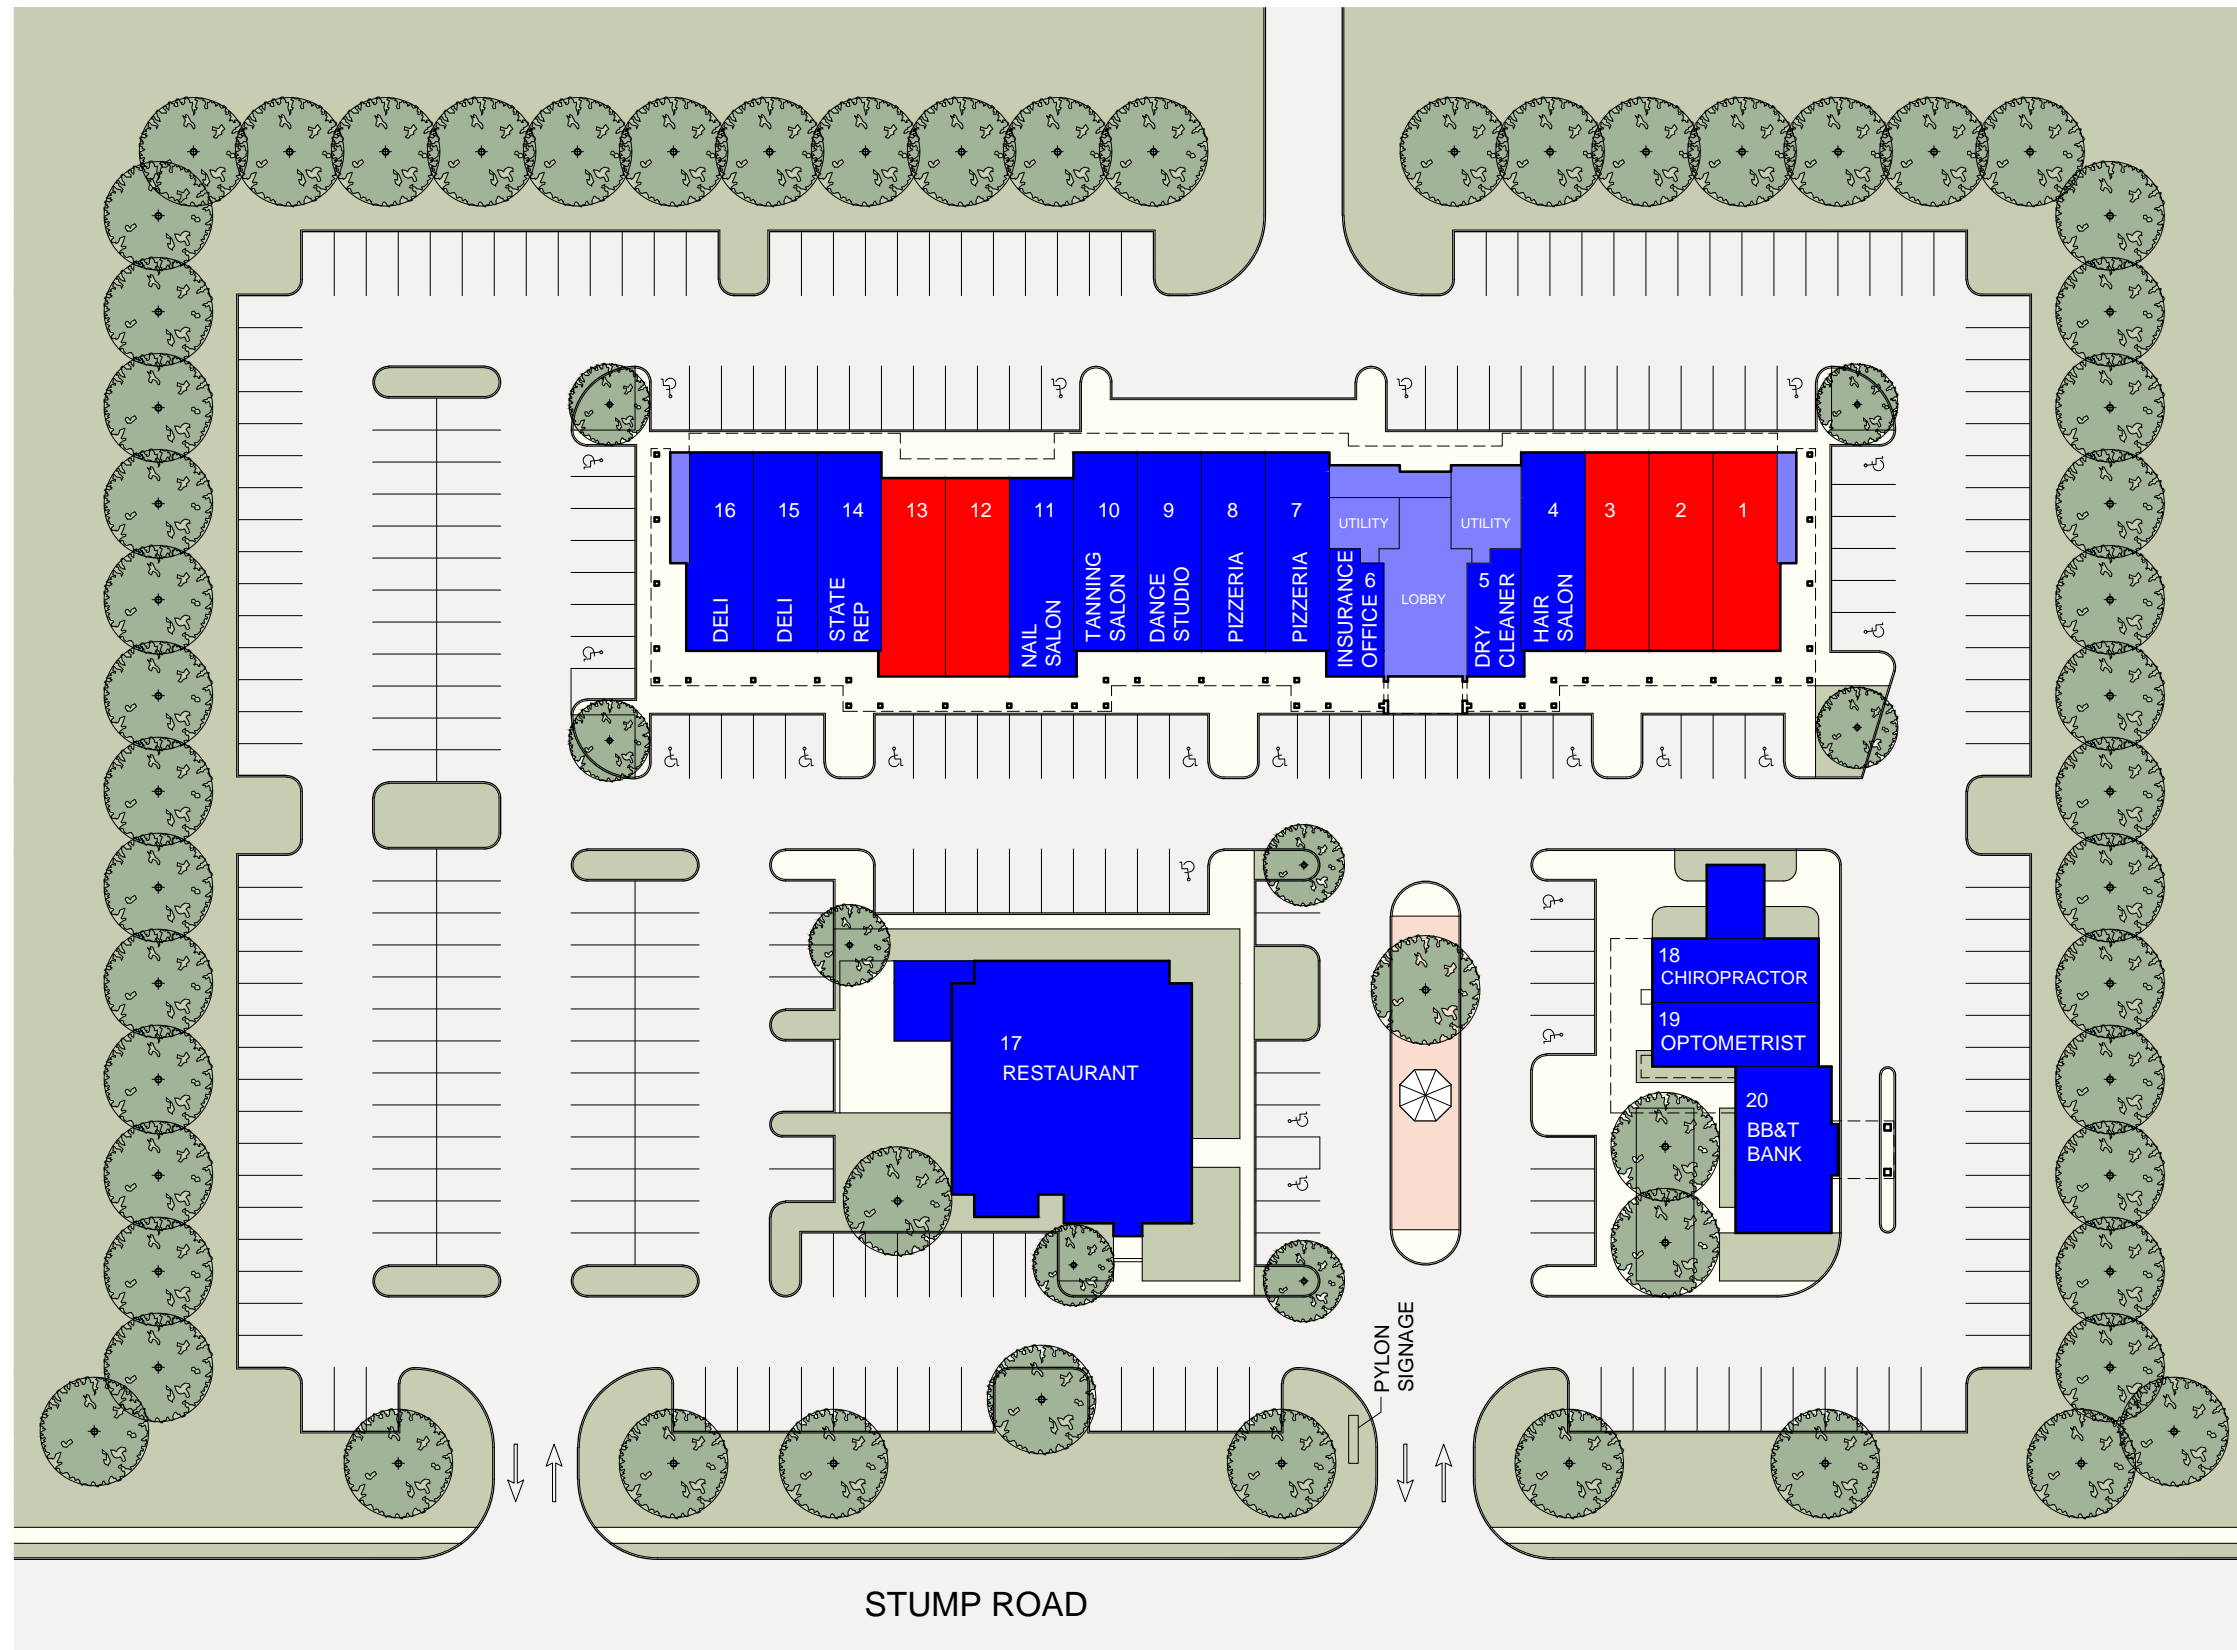 16
15
14
13
12
11
10
9
8
7
UTILITY
UTILITY
4
3
2
1
DELI
DELI
STATE
REP
NAIL
SALON
TANNING
SALON
DANCE
STUDIO
PIZZERIA
PIZZERIA
INSURANCE
OFFICE 6
LOBBY
5
DRY
CLEANER
HAIR
SALON
17
RESTAURANT
18
CHIROPRACTOR
19
OPTOMETRIST
20
BB&T
BANK
PYLON
SIGNAGE
STUMP ROAD